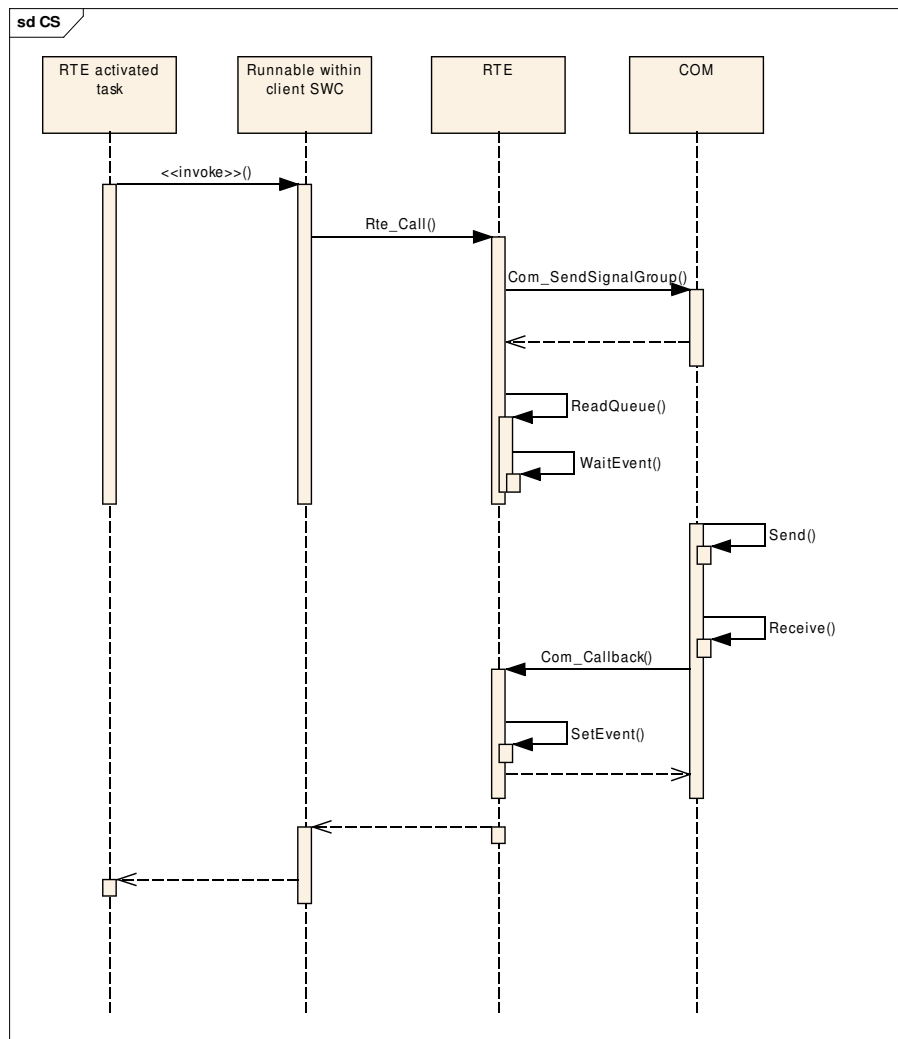 sd CS
RTE activated
task
Runnable within
client SWC
RTE
COM
<<invoke>>()
Rte_Call()
Com_SendSignalGroup()
ReadQueue()
WaitEvent()
Send()
Receive()
Com_Callback()
SetEvent()